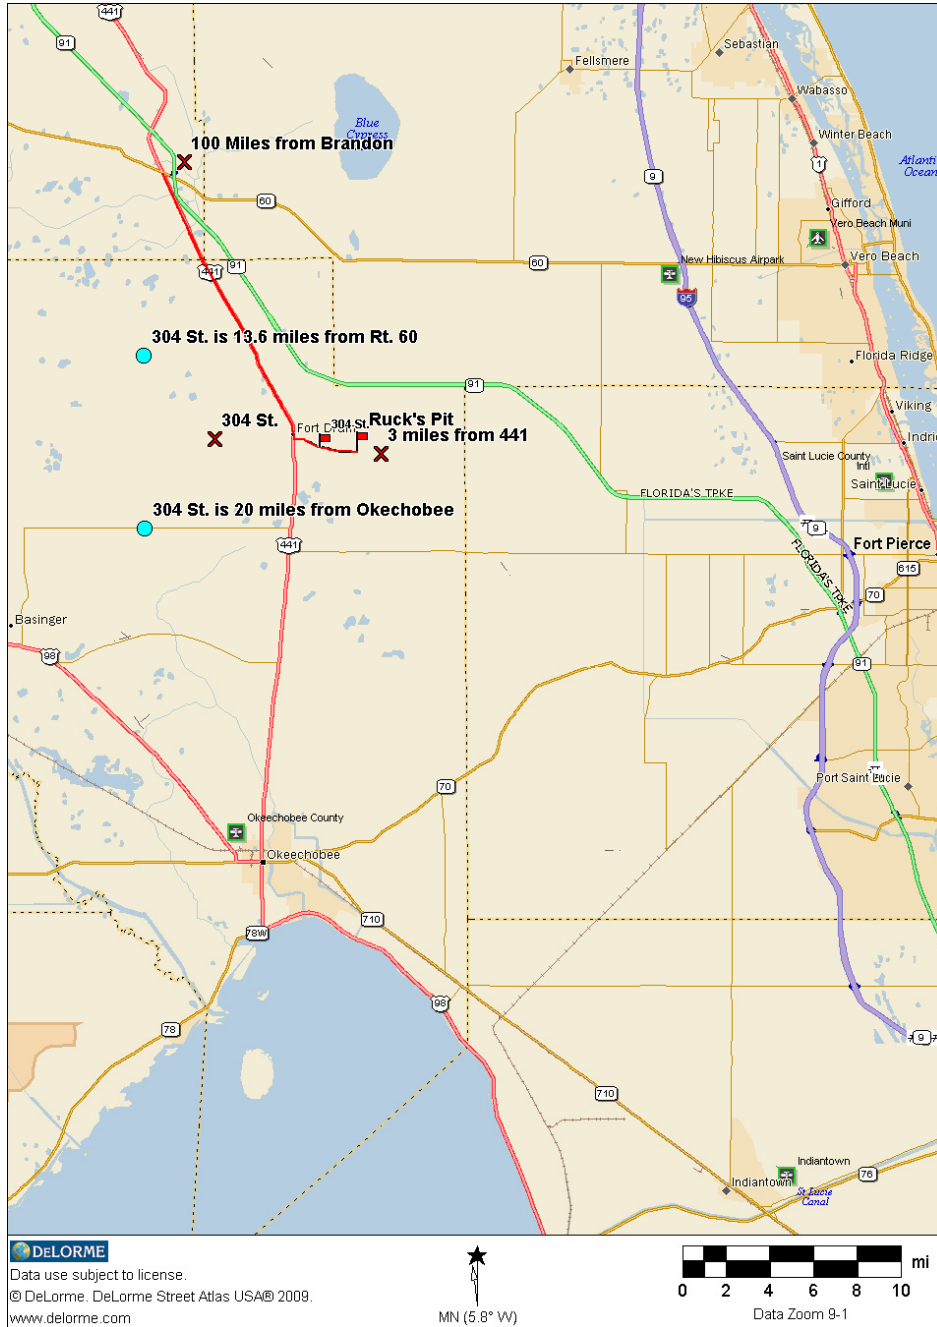 441
91
Sebastian
Fellsmere
Wabasso
Blue
Cypress
Winter Beach
100 Miles from Brandon
1
Atlantic
Ocean
9
60
Gifford
Vero Beach Muni
441
91
60
New Hibiscus Airpark
Vero Beach
95
304 St. is 13.6 miles from Rt. 60
Florida Ridge
91
Viking
304 St.
Fort Drum
304 St.
Ruck's Pit
3 miles from 441
Saint Lucie County
Intl
Saint Lucie
FLORIDA'S TPKE
304 St. is 20 miles from Okechobee
9
441
Fort Pierce
FLORIDA'S TPKE
615
70
Basinger
98
91
Port Saint Lucie
70
Okeechobee County
Okeechobee
710
78W
98
78
9
710
Indiantown
Indiantown
76
St Lucie
Canal
DELORME
Data use subject to license.
© DeLorme. DeLorme Street Atlas USA® 2009.
www.delorme.com
MN (5.8° W)
mi
0 2 4 6 8 10
Data Zoom 9-1